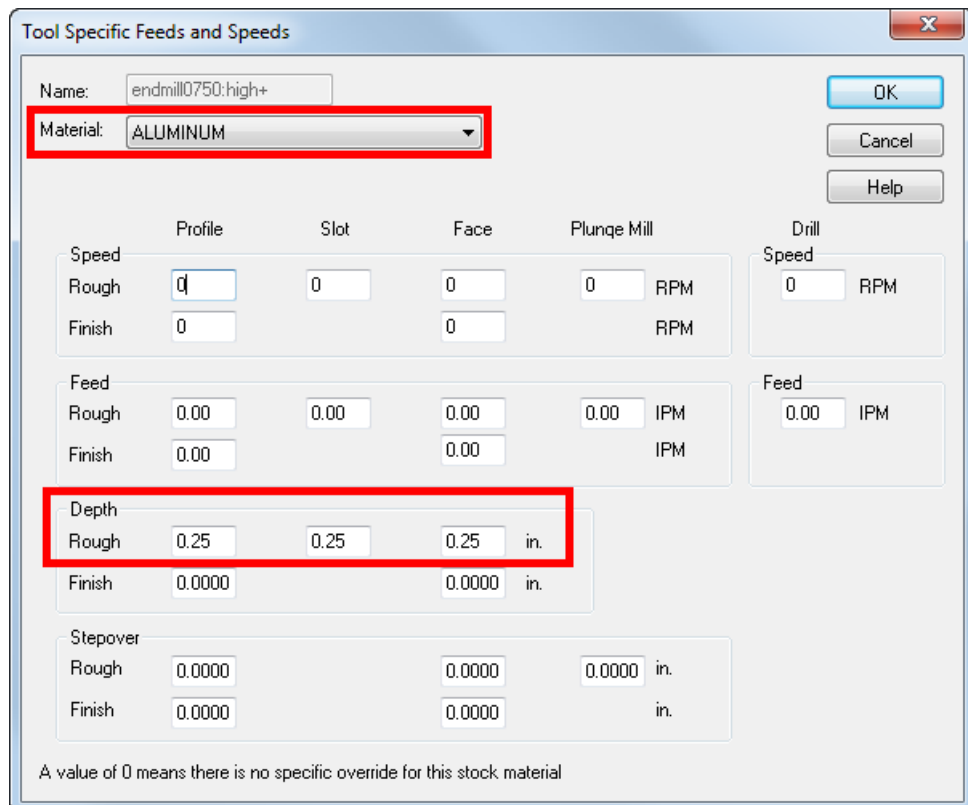 Tool Specific Feeds and Speeds
Name: endmill0750:high+ OK
Material: ALUMINUM Cancel
Help
Profile Slot Face Plunge Mill Drill
Speed Speed
Rough 0 0 0 0 RPM 0 RPM
Finish 0 0 RPM
Feed Feed
Rough 0.00 0.00 0.00 0.00 IPM 0.00 IPM
Finish 0.00 0.00 IPM
Depth
Rough 0.25 0.25 0.25 in.
Finish 0.0000 0.0000 in.
Stepover
Rough 0.0000 0.0000 0.0000 in.
Finish 0.0000 0.0000 in.
A value of 0 means there is no specific override for this stock material